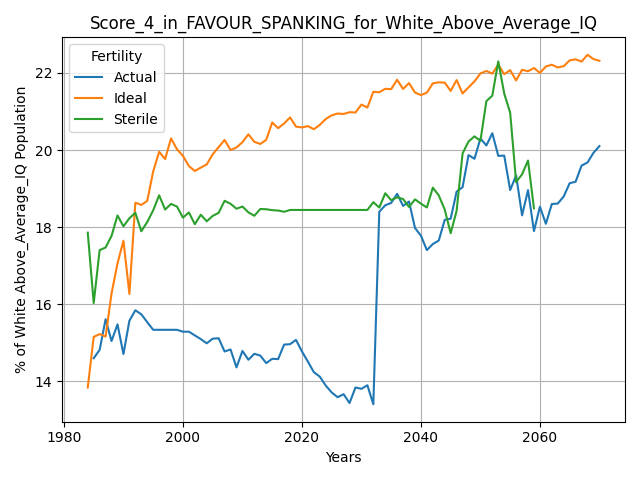 Score_4_in_FAVOUR_SPANKING_for_White_Above_Average_IQ
% of White Above_Average_IQ Population
Fertility
Actual
Ideal
Sterile
22
20
18
16
14
1980
2000
2020
2040
2060
Years